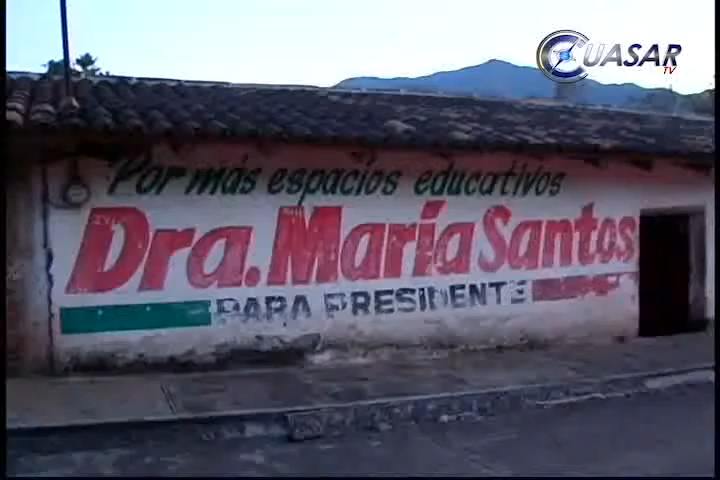 CUASAR
TV
Por más espacios educativos
Dra. María Santos
PARA PRESIDENTE